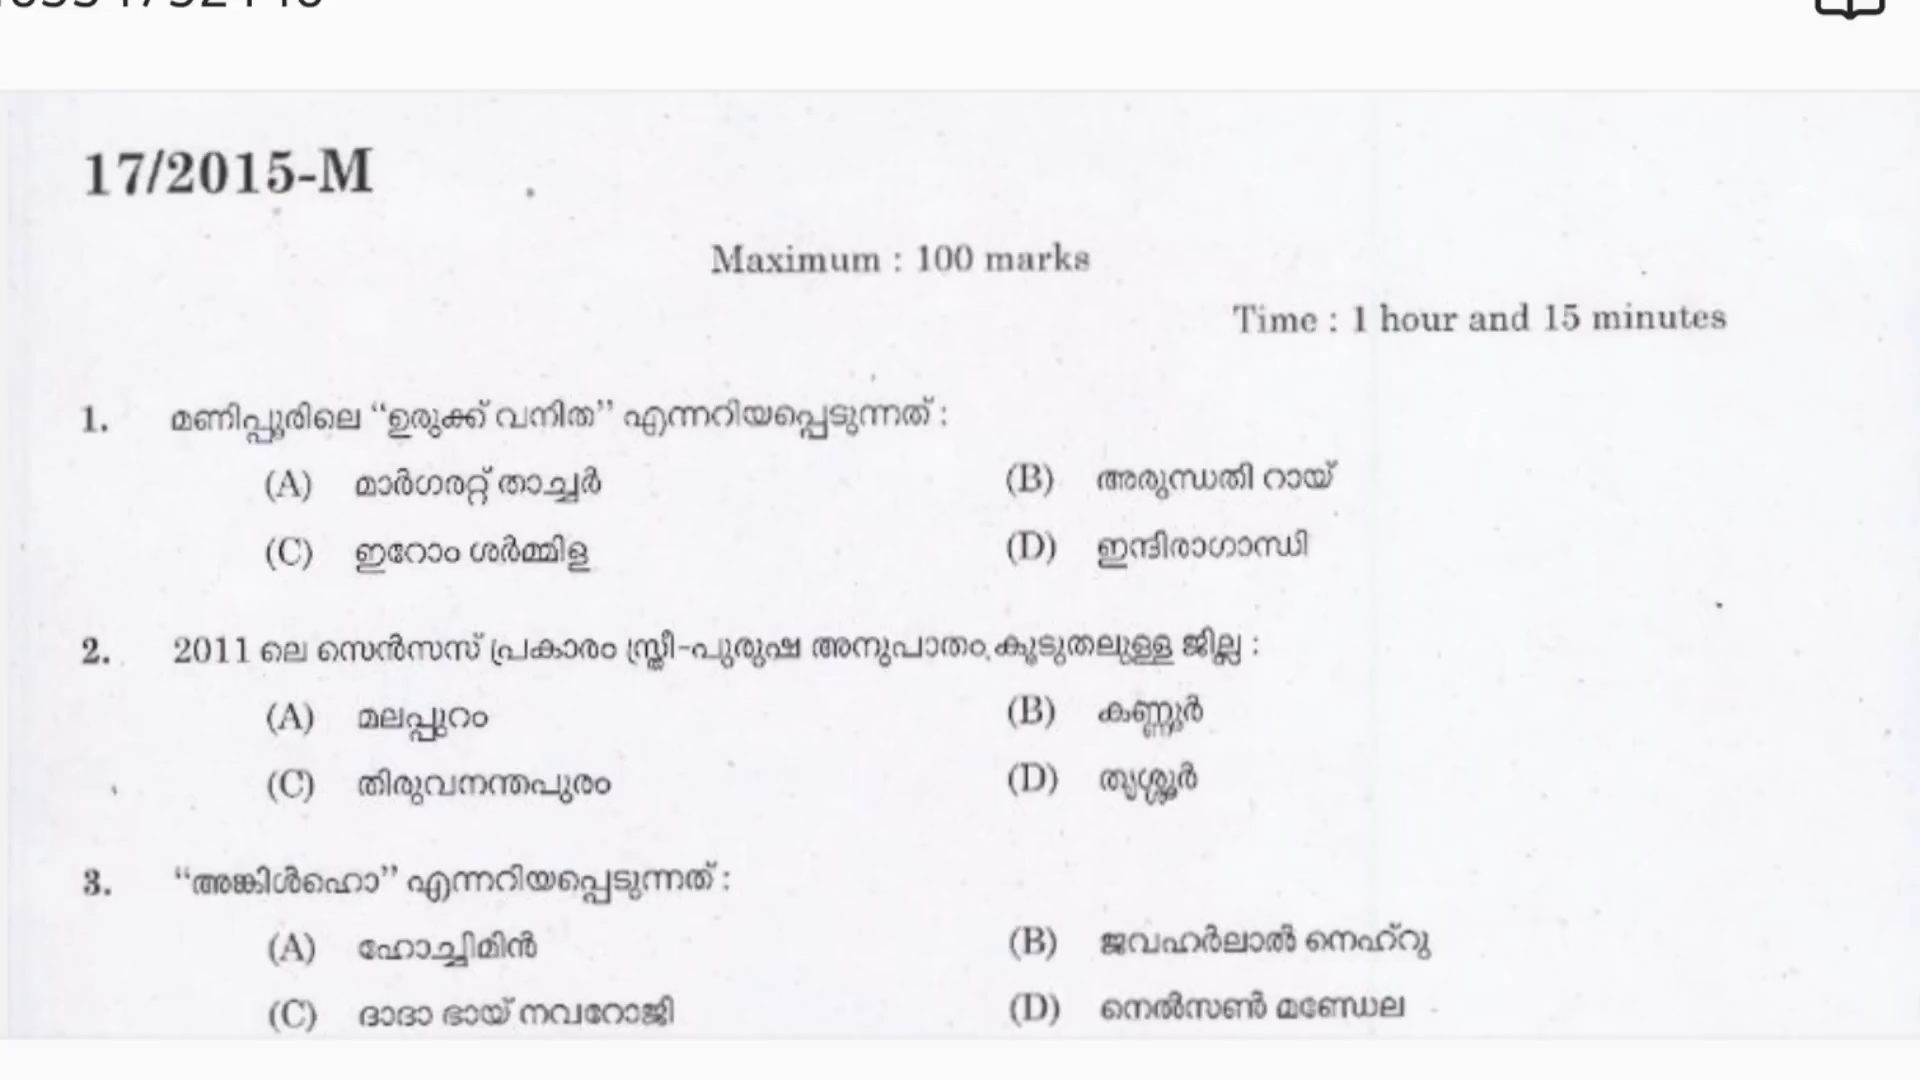 17/2015-M
Maximum : 100 marks
Time : 1 hour and 15 minutes
1. മണിപ്പൂരിലെ “ഉരുക്ക് വനിത” എന്നറിയപ്പെടുന്നത് :
(A) മാർഗരറ്റ് താച്ചർ (B) അരുന്ധതി റായ്
(C) ഇറോം ശർമ്മിള (D) ഇന്ദിരാഗാന്ധി
2. 2011 ലെ സെൻസസ് പ്രകാരം സ്ത്രീ-പുരുഷ അനുപാതം കൂടുതലുള്ള ജില്ല :
(A) മലപ്പുറം (B) കണ്ണൂർ
(C) തിരുവനന്തപുരം (D) തൃശ്ശൂർ
3. “അങ്കിൾഹൊ” എന്നറിയപ്പെടുന്നത് :
(A) ഹോച്ചിമിൻ (B) ജവഹർലാൽ നെഹ്റു
(C) ദാദാ ഭായ് നവറോജി (D) നെൽസൺ മണ്ഡേല